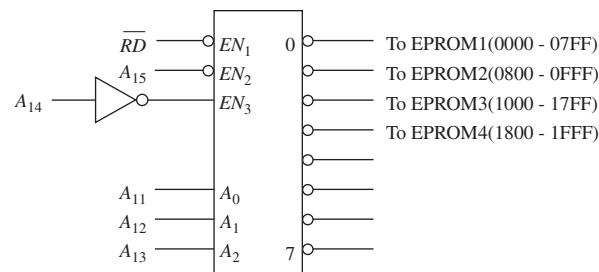 RD EN1 0 To EPROM1(0000 - 07FF)
A15 EN2 To EPROM2(0800 - 0FFF)
A14 EN3 To EPROM3(1000 - 17FF)
To EPROM4(1800 - 1FFF)
A11 A0
A12 A1
A13 A2 7